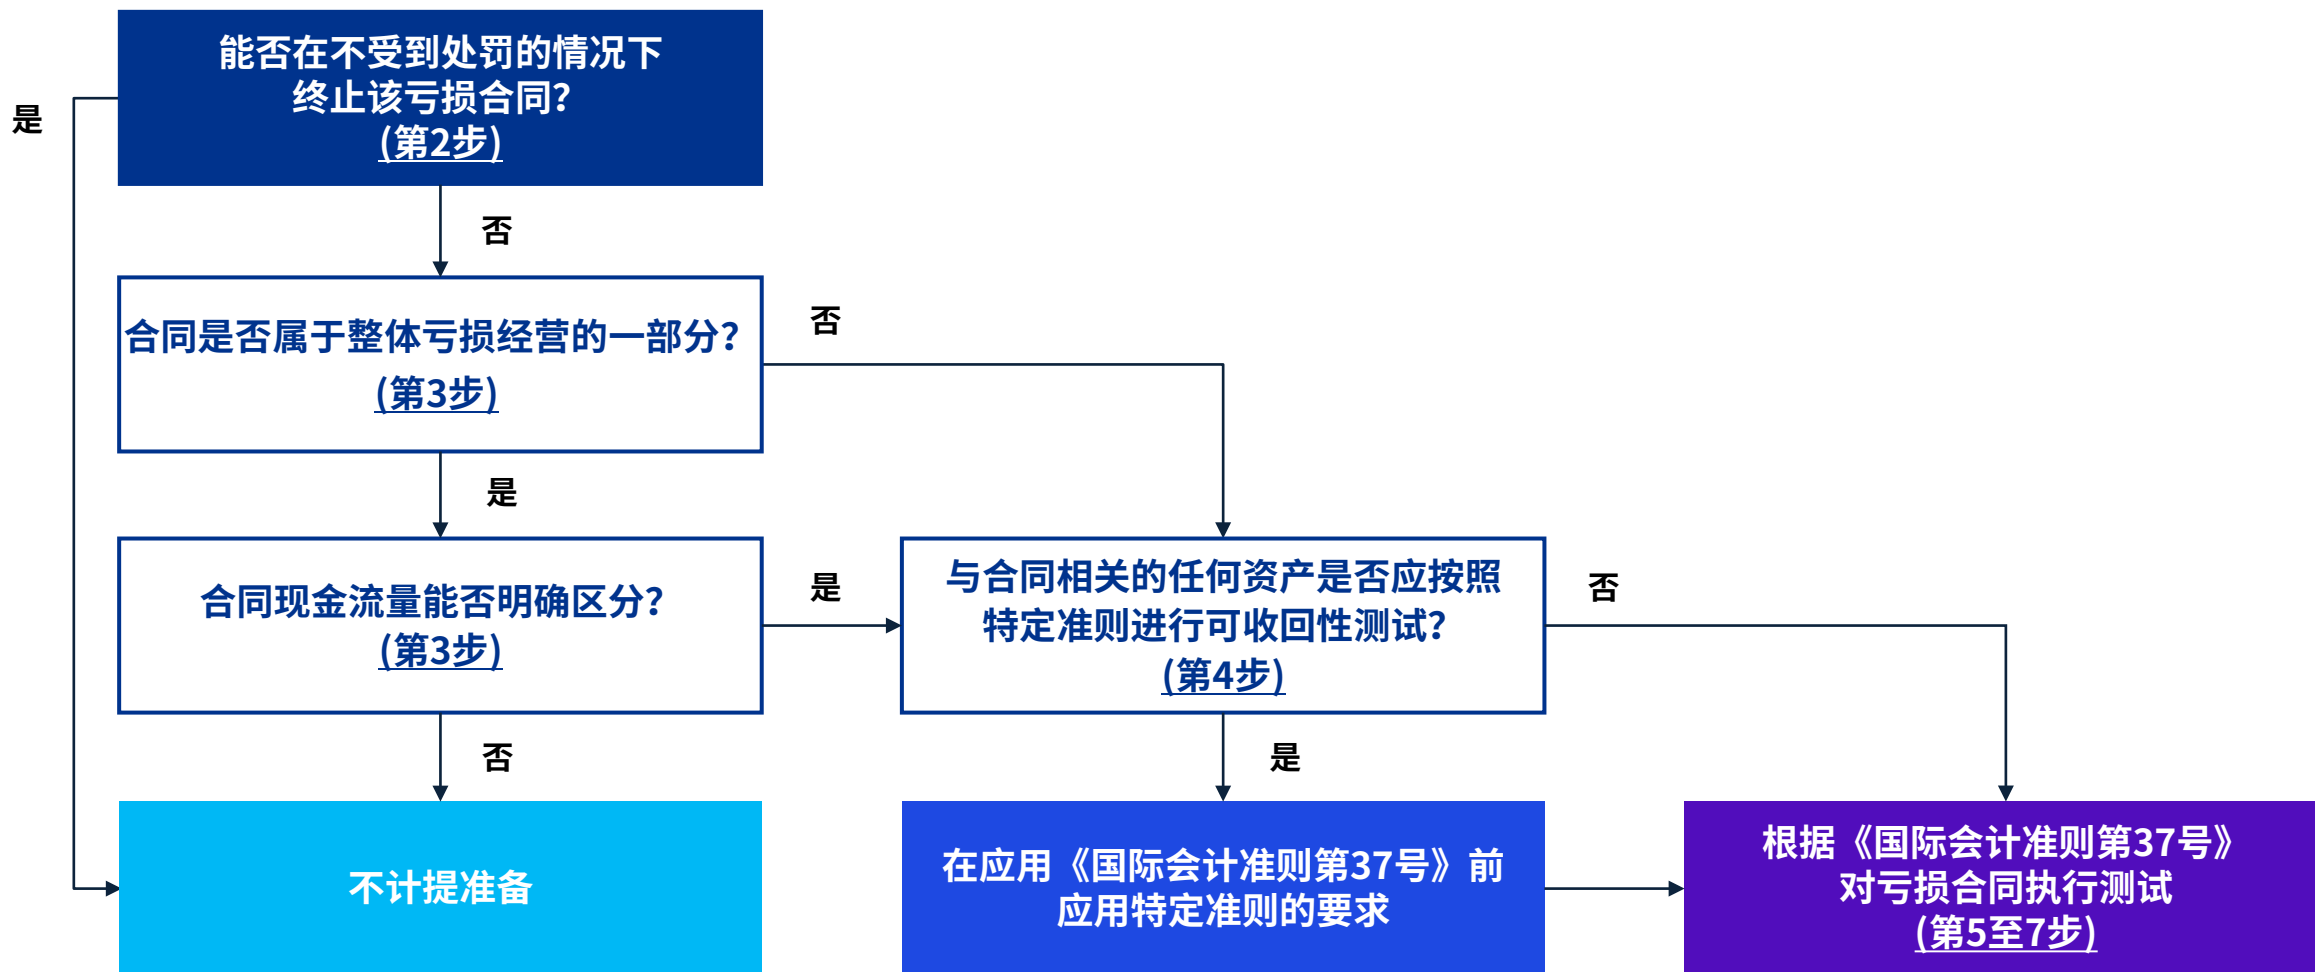 能否在不受到处罚的情况下
终止该亏损合同？
(第2步)
是
否
合同是否属于整体亏损经营的一部分？
(第3步)
否
是
合同现金流量能否明确区分？
(第3步)
是
与合同相关的任何资产是否应按照
特定准则进行可收回性测试？
(第4步)
否
否
是
不计提准备
在应用《国际会计准则第37号》前
应用特定准则的要求
根据《国际会计准则第37号》
对亏损合同执行测试
(第5至7步)